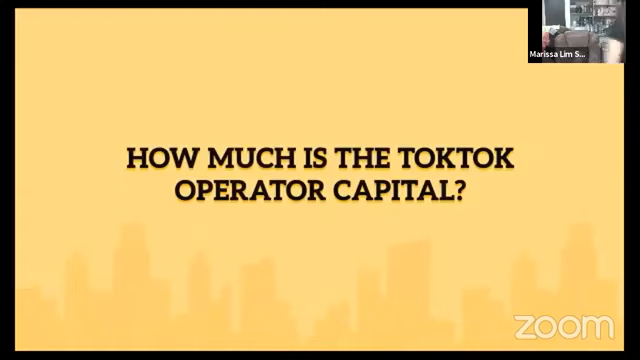 Marissa Lim S...
HOW MUCH IS THE TOKTOK
OPERATOR CAPITAL?
zoom